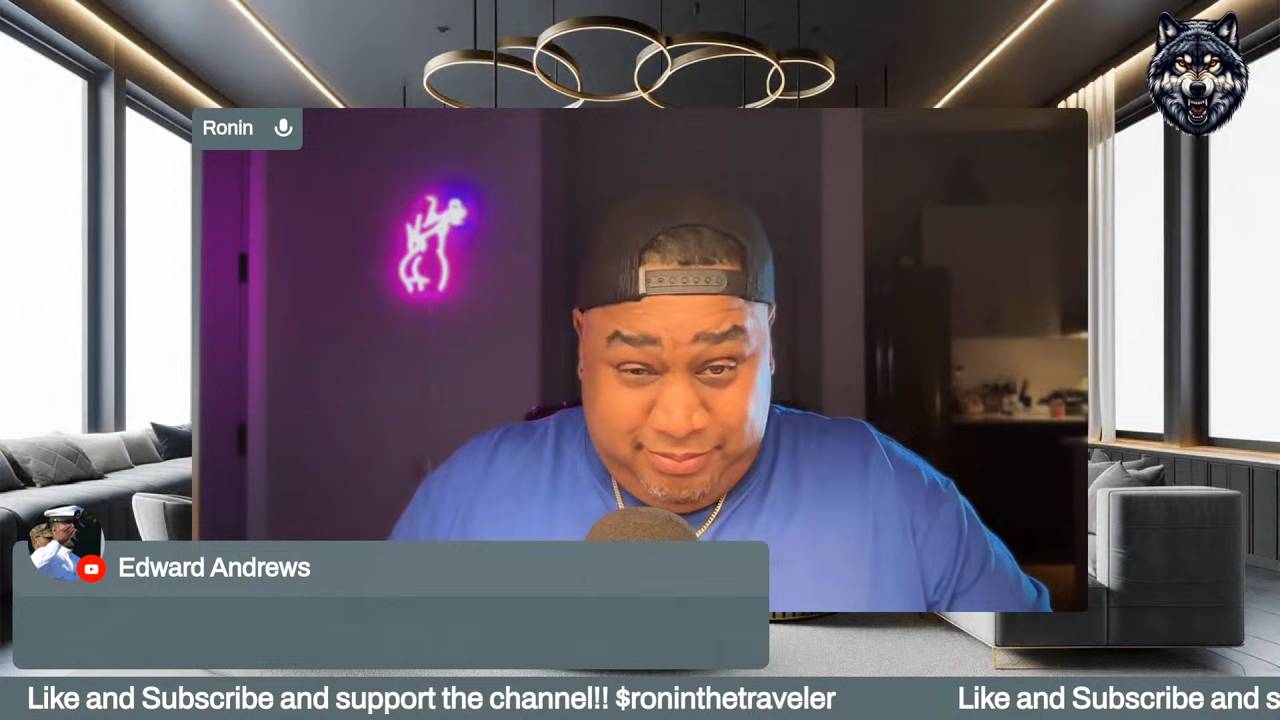 Ronin
Edward Andrews
Like and Subscribe and support the channel!! $roninthetraveler
Like and Subscribe and s